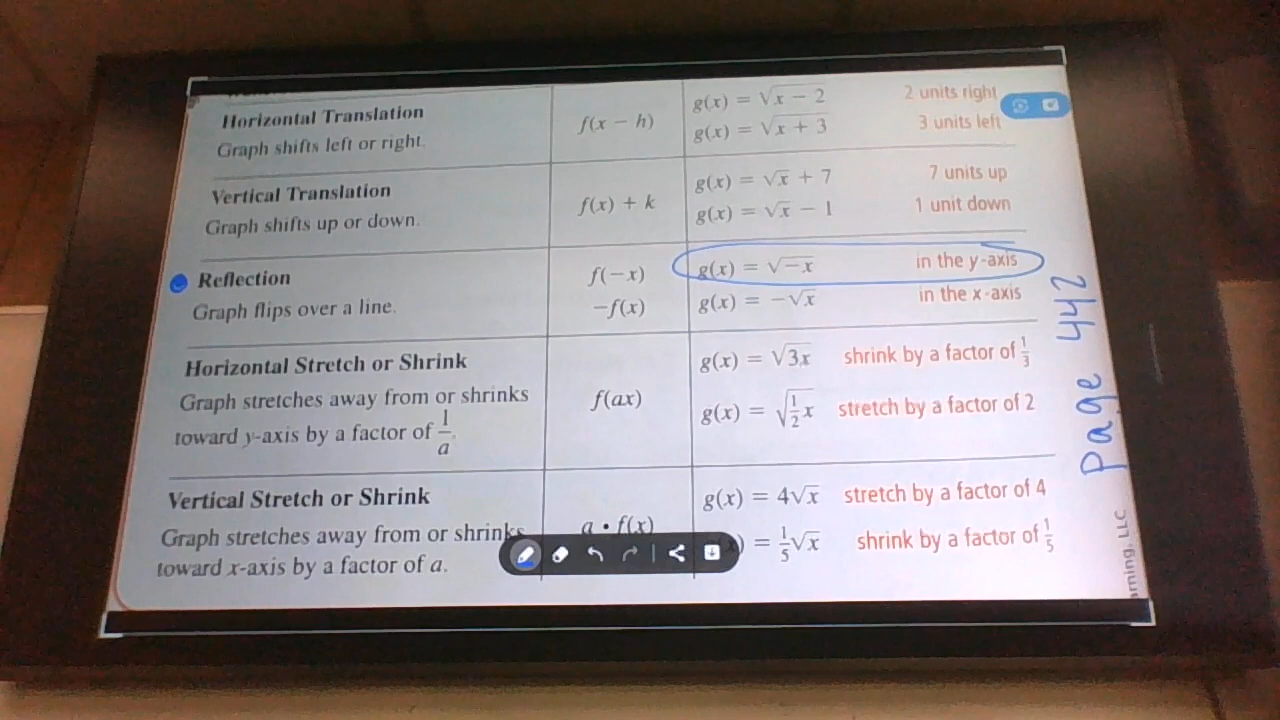 Horizontal Translation
Graph shifts left or right.
f(x − h)
g(x) = √x − 2 2 units right
g(x) = √x + 3 3 units left
Vertical Translation
Graph shifts up or down.
f(x) + k
g(x) = √x + 7 7 units up
g(x) = √x − 1 1 unit down
Reflection
Graph flips over a line.
f(−x)
−f(x)
g(x) = √−x in the y-axis
g(x) = −√x in the x-axis
Horizontal Stretch or Shrink
Graph stretches away from or shrinks
toward y-axis by a factor of 1/a.
f(ax)
g(x) = √3x shrink by a factor of 1/3
g(x) = √1/2x stretch by a factor of 2
Vertical Stretch or Shrink
Graph stretches away from or shrinks
toward x-axis by a factor of a.
a • f(x)
g(x) = 4√x stretch by a factor of 4
x) = 1/5√x shrink by a factor of 1/5
Page 442
rning, LLC